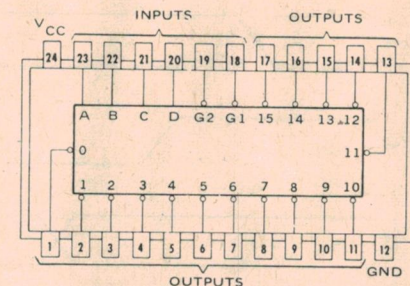 INPUTS OUTPUTS
VCC
24 23 22 21 20 19 18 17 16 15 14 13
A B C D G2 G1 15 14 13 12
0 11
1 2 3 4 5 6 7 8 9 10
1 2 3 4 5 6 7 8 9 10 11 12
OUTPUTS GND